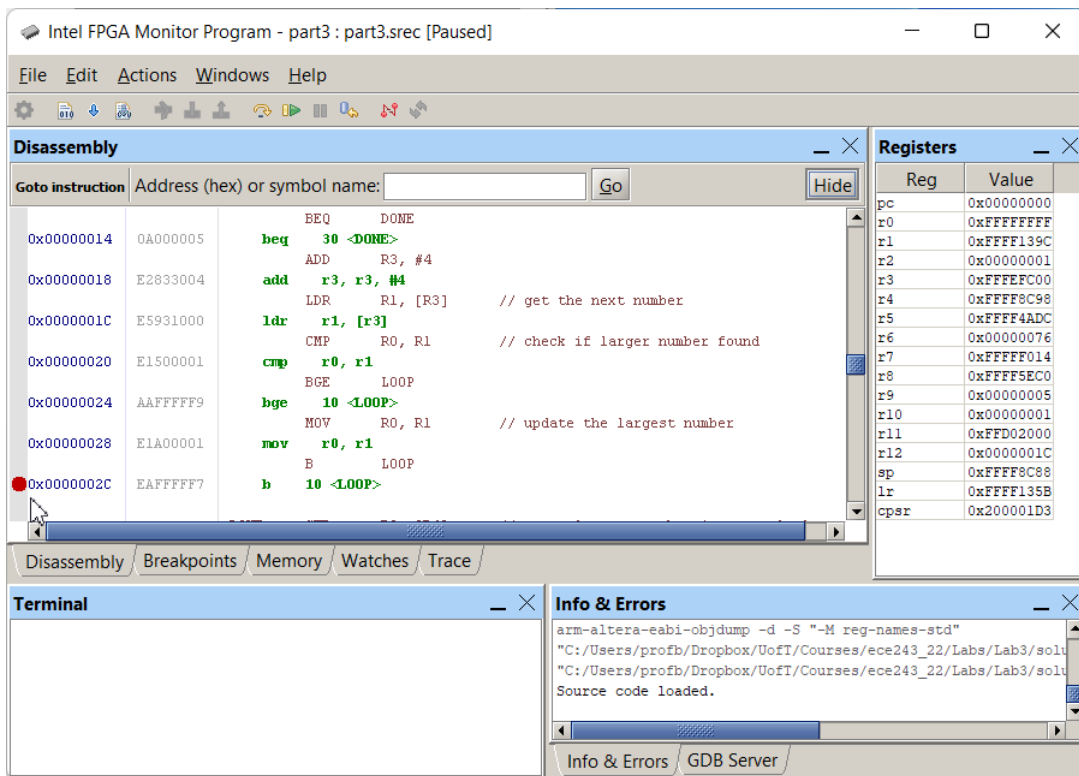 Intel FPGA Monitor Program - part3 : part3.srec [Paused]
File Edit Actions Windows Help
Disassembly
Goto instruction Address (hex) or symbol name: Go Hide
BEQ DONE
0x00000014 0A000005 beq 30 <DONE>
ADD R3, #4
0x00000018 E2833004 add r3, r3, #4
LDR R1, [R3] // get the next number
0x0000001C E5931000 ldr r1, [r3]
CMP R0, R1 // check if larger number found
0x00000020 E1500001 cmp r0, r1
BGE LOOP
0x00000024 AAFFFFF9 bge 10 <LOOP>
MOV R0, R1 // update the largest number
0x00000028 E1A00001 mov r0, r1
B LOOP
0x0000002C EAFFFFF7 b 10 <LOOP>
Disassembly Breakpoints Memory Watches Trace
Registers
Reg Value
pc 0x00000000
r0 0xFFFFFFFF
r1 0xFFFF139C
r2 0x00000001
r3 0xFFFEFC00
r4 0xFFFF8C98
r5 0xFFFF4ADC
r6 0x00000076
r7 0xFFFFF014
r8 0xFFFF5EC0
r9 0x00000005
r10 0x00000001
r11 0xFFD02000
r12 0x0000001C
sp 0xFFFF8C88
lr 0xFFFF135B
cpsr 0x200001D3
Terminal
Info & Errors
arm-altera-eabi-objdump -d -S "-M reg-names-std"
"C:/Users/profb/Dropbox/UofT/Courses/ece243_22/Labs/Lab3/solu
"C:/Users/profb/Dropbox/UofT/Courses/ece243_22/Labs/Lab3/solu
Source code loaded.
Info & Errors GDB Server